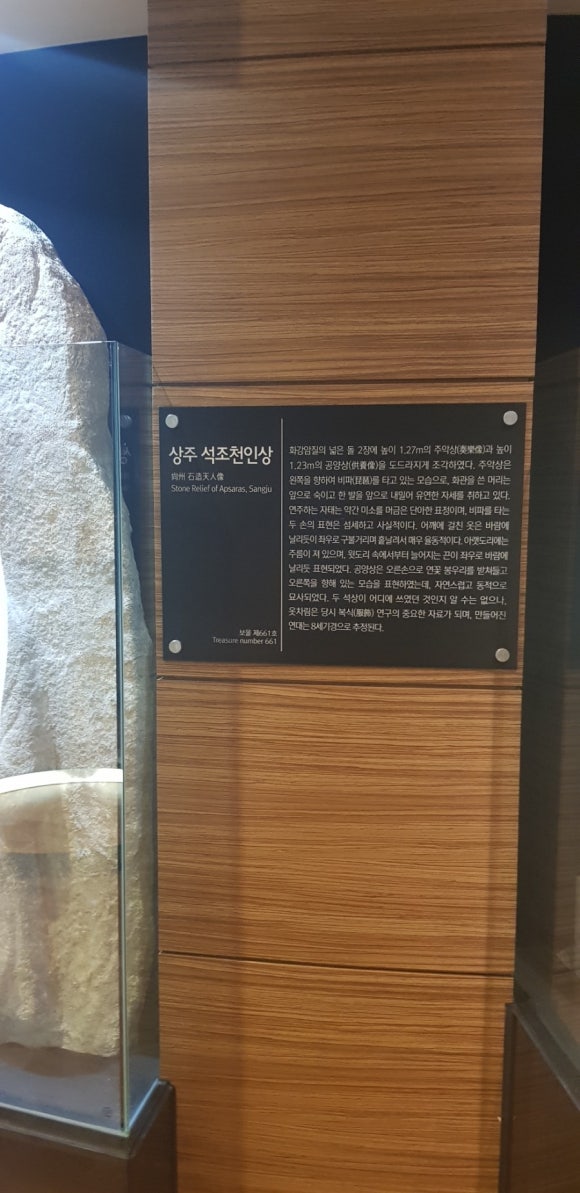 상주 석조천인상
尙州 石造天人像
Stone Relief of Apsaras, Sangju
보물 제661호
Treasure number 661
화강암질의 넓은 돌 2장에 높이 1.27m의 주악상(奏樂像)과 높이
1.23m의 공양상(供養像)을 도드라지게 조각하였다. 주악상은
왼쪽을 향하여 비파(琵琶)를 타고 있는 모습으로, 화관을 쓴 머리는
앞으로 숙이고 한 발을 앞으로 내밀어 유연한 자세를 취하고 있다.
연주하는 자태는 약간 미소를 머금은 단아한 표정이며, 비파를 타는
두 손의 표현은 섬세하고 사실적이다. 어깨에 걸친 옷은 바람에
날리듯이 좌우로 구불거리며 흩날려서 매우 율동적이다. 아랫도리에는
주름이 져 있으며, 윗도리 속에서부터 늘어지는 끈이 좌우로 바람에
날리듯 표현되었다. 공양상은 오른손으로 연꽃 봉우리를 받쳐들고
오른쪽을 향해 있는 모습을 표현하였는데, 자연스럽고 동적으로
묘사되었다. 두 석상이 어디에 쓰였던 것인지 알 수는 없으나,
옷차림은 당시 복식(服飾) 연구의 중요한 자료가 되며, 만들어진
연대는 8세기경으로 추정된다.